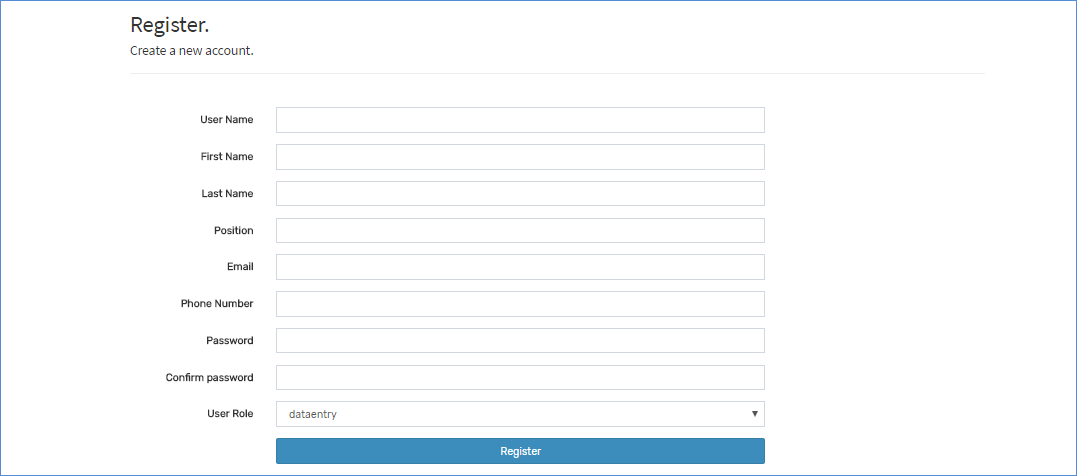 Register.
Create a new account.
User Name
First Name
Last Name
Position
Email
Phone Number
Password
Confirm password
User Role dataentry
Register